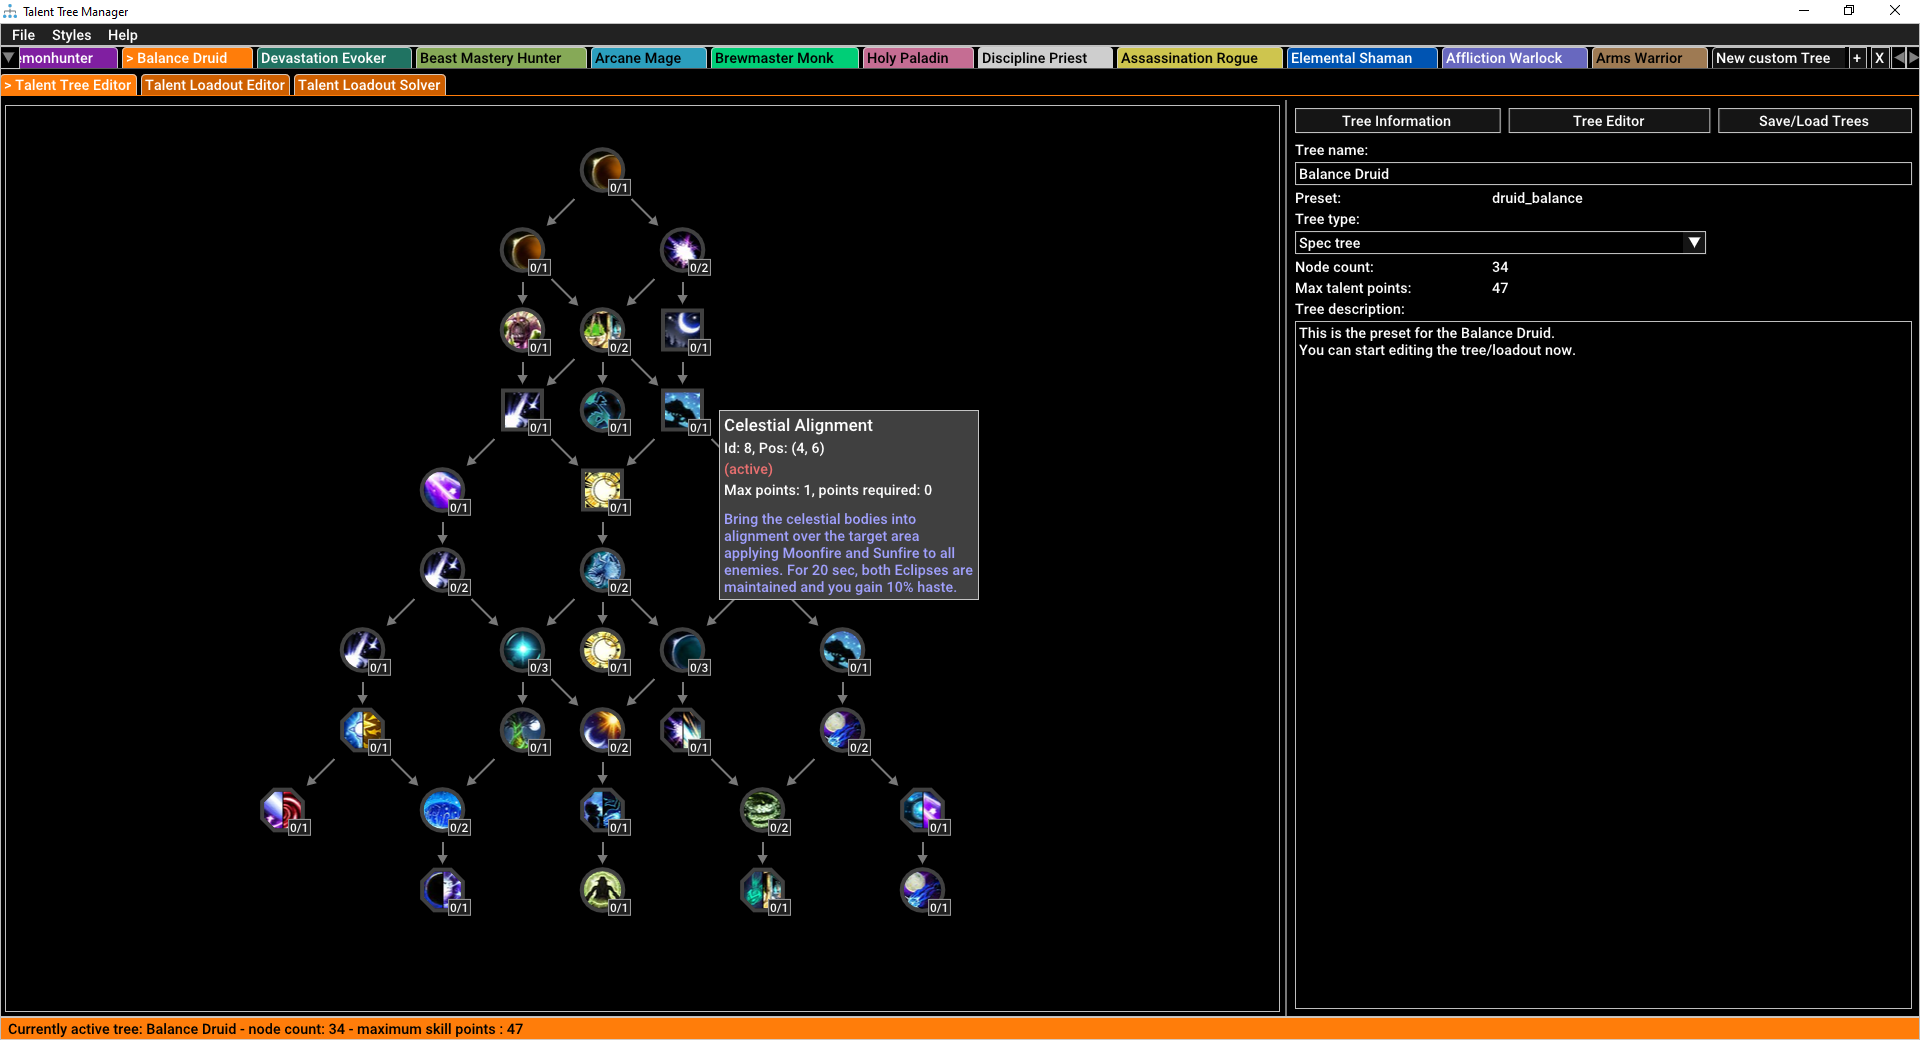 Talent Tree Manager
File Styles Help
monhunter > Balance Druid Devastation Evoker Beast Mastery Hunter Arcane Mage Brewmaster Monk Holy Paladin Discipline Priest Assassination Rogue Elemental Shaman Affliction Warlock Arms Warrior New custom Tree + X
> Talent Tree Editor Talent Loadout Editor Talent Loadout Solver
0/1
0/1 0/2
0/1 0/2 0/1
0/1 0/1 0/1
0/1 0/1
0/2 0/2
0/1 0/3 0/1 0/3 0/1
0/1 0/1 0/2 0/1 0/2
0/1 0/2 0/1 0/2 0/1
0/1 0/1 0/1 0/1
Celestial Alignment
Id: 8, Pos: (4, 6)
(active)
Max points: 1, points required: 0
Bring the celestial bodies into
alignment over the target area
applying Moonfire and Sunfire to all
enemies. For 20 sec, both Eclipses are
maintained and you gain 10% haste.
Tree Information Tree Editor Save/Load Trees
Tree name:
Balance Druid
Preset: druid_balance
Tree type:
Spec tree
Node count: 34
Max talent points: 47
Tree description:
This is the preset for the Balance Druid.
You can start editing the tree/loadout now.
Currently active tree: Balance Druid - node count: 34 - maximum skill points : 47